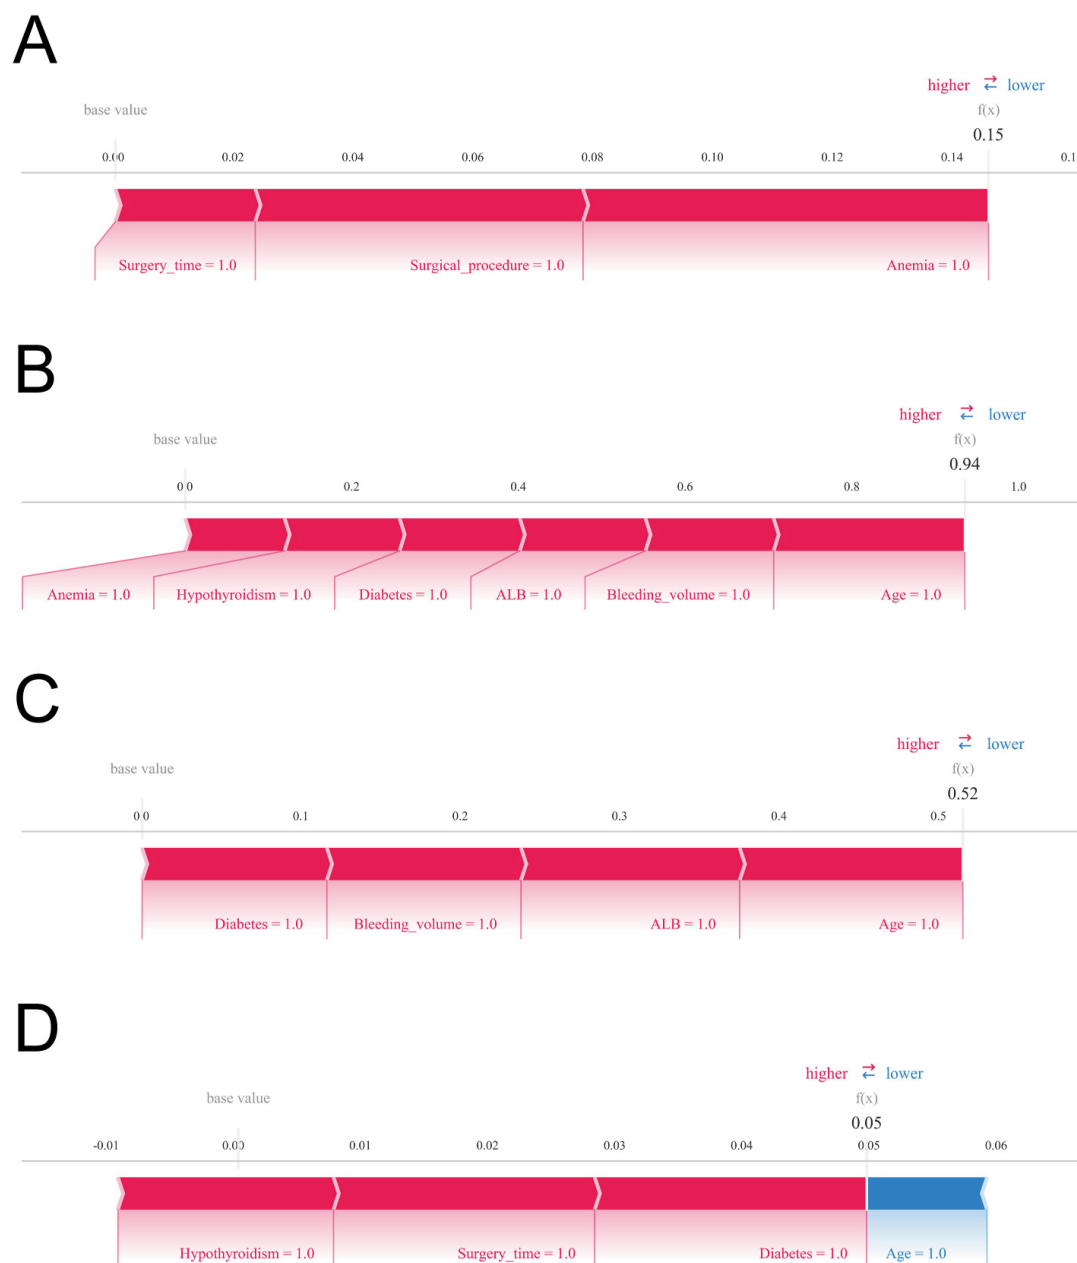 A
higher lower
base value f(x)
0.15
0.00 0.02 0.04 0.06 0.08 0.10 0.12 0.14 0.1
Surgery_time = 1.0 Surgical_procedure = 1.0 Anemia = 1.0
B
higher lower
base value f(x)
0.94
0.0 0.2 0.4 0.6 0.8 1.0
Anemia = 1.0 Hypothyroidism = 1.0 Diabetes = 1.0 ALB = 1.0 Bleeding_volume = 1.0 Age = 1.0
C
higher lower
base value f(x)
0.52
0.0 0.1 0.2 0.3 0.4 0.5
Diabetes = 1.0 Bleeding_volume = 1.0 ALB = 1.0 Age = 1.0
D
higher lower
base value f(x)
0.05
-0.01 0.00 0.01 0.02 0.03 0.04 0.05 0.06
Hypothyroidism = 1.0 Surgery_time = 1.0 Diabetes = 1.0 Age = 1.0